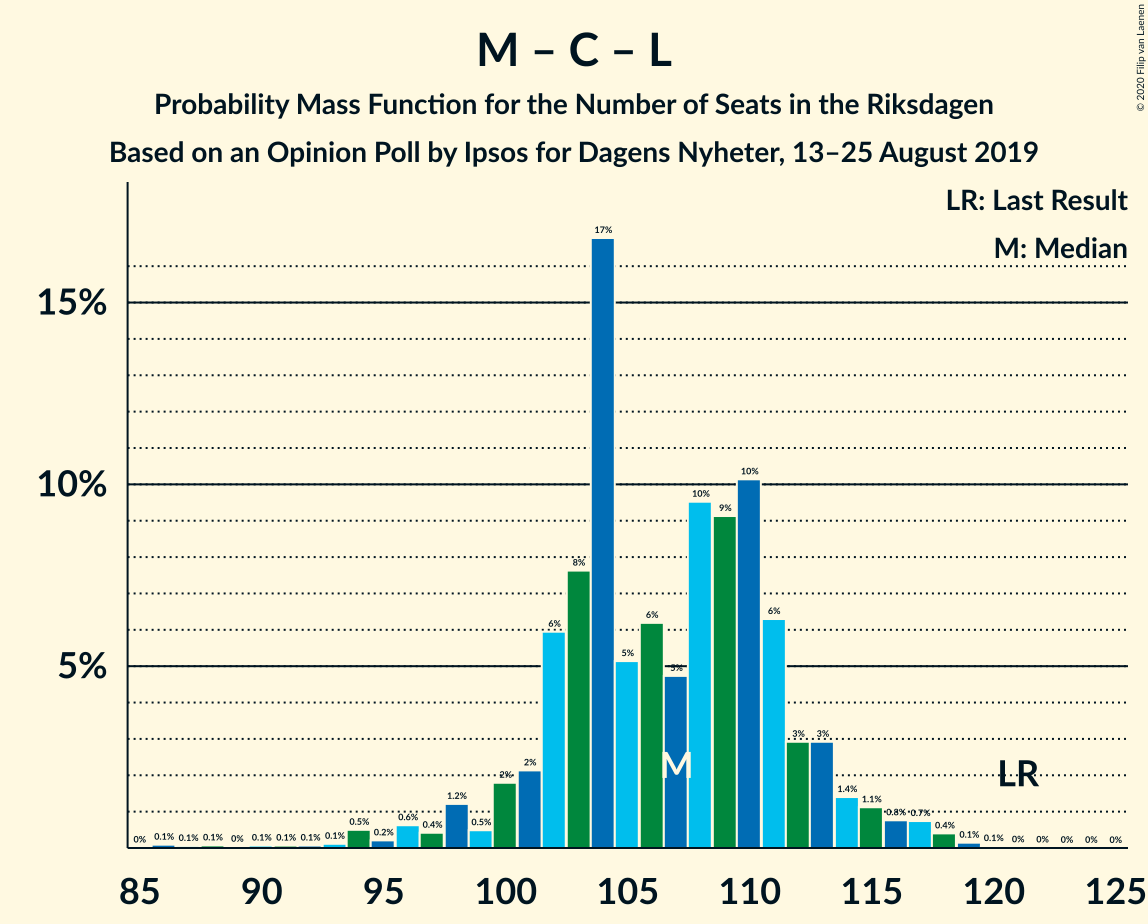 M – C – L
Probability Mass Function for the Number of Seats in the Riksdagen
Based on an Opinion Poll by Ipsos for Dagens Nyheter, 13–25 August 2019
© 2020 Filip van Laenen
LR: Last Result
M: Median
15%
10%
5%
0% 0.1% 0.1% 0.1% 0% 0.1% 0.1% 0.1% 0.1% 0.5% 0.2% 0.6% 0.4% 1.2% 0.5% 2% 2% 6% 8% 17% 5% 6% 5% 10% 9% 10% 6% 3% 3% 1.4% 1.1% 0.8% 0.7% 0.4% 0.1% 0.1% 0% 0% 0% 0% 0%
M
LR
85 90 95 100 105 110 115 120 125